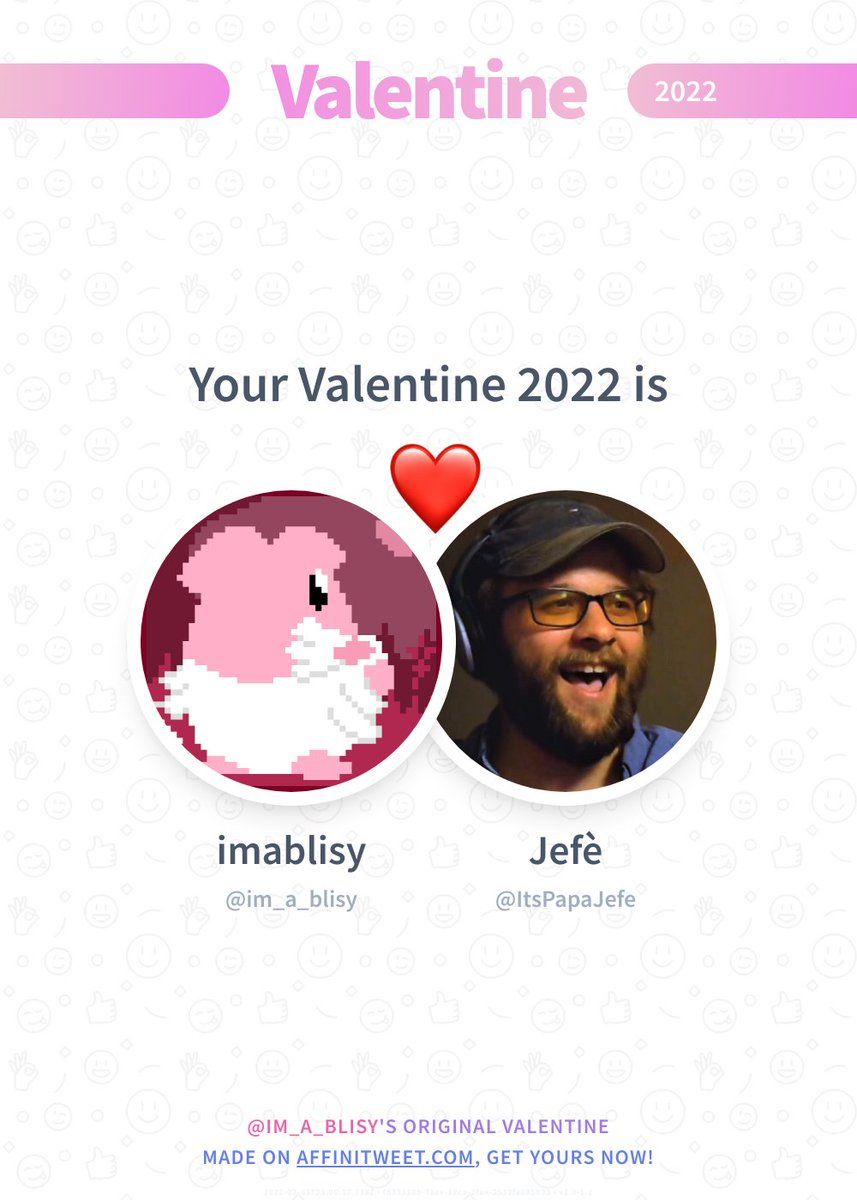 Valentine
2022
Your Valentine 2022 is
imablisy
Jefè
@im_a_blisy
@ItsPapaJefe
@IM_A_BLISY'S ORIGINAL VALENTINE
MADE ON AFFINITWEET.COM, GET YOURS NOW!